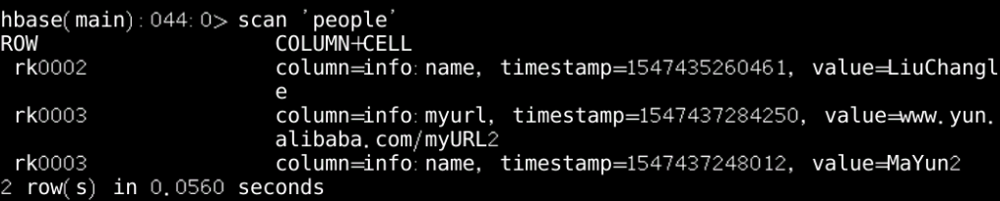 hbase(main):044:0> scan 'people'
ROW                   COLUMN+CELL
 rk0002               column=info:name, timestamp=1547435260461, value=LiuChangl
                      e
 rk0003               column=info:myurl, timestamp=1547437284250, value=www.yun.
                      alibaba.com/myURL2
 rk0003               column=info:name, timestamp=1547437248012, value=MaYun2
2 row(s) in 0.0560 seconds